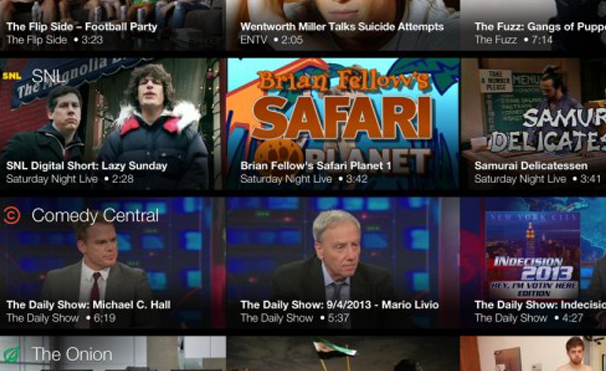 The Flip Side – Football Party
The Flip Side • 3:23
Wentworth Miller Talks Suicide Attempts
ENTV • 2:05
The Fuzz: Gangs of Puppe
The Fuzz • 7:14
SNL SNL
The Magnolia
SNL Digital Short: Lazy Sunday
Saturday Night Live • 2:28
Brian Fellow's
SAFARI
PLANET
Brian Fellow's Safari Planet 1
Saturday Night Live • 3:42
TAKE
A NUMBER
PLEASE
MENU
SAMUR
DELICATES
Samurai Delicatessen
Saturday Night Live • 3:41
Comedy Central
The Daily Show: Michael C. Hall
The Daily Show • 6:19
The Daily Show: 9/4/2013 - Mario Livio
The Daily Show • 5:37
NEW YORK CITY
INDECISION
2013
HEY, I'M VOTIN' HERE
EDITION
The Daily Show: Indecisio
The Daily Show • 4:27
The Onion